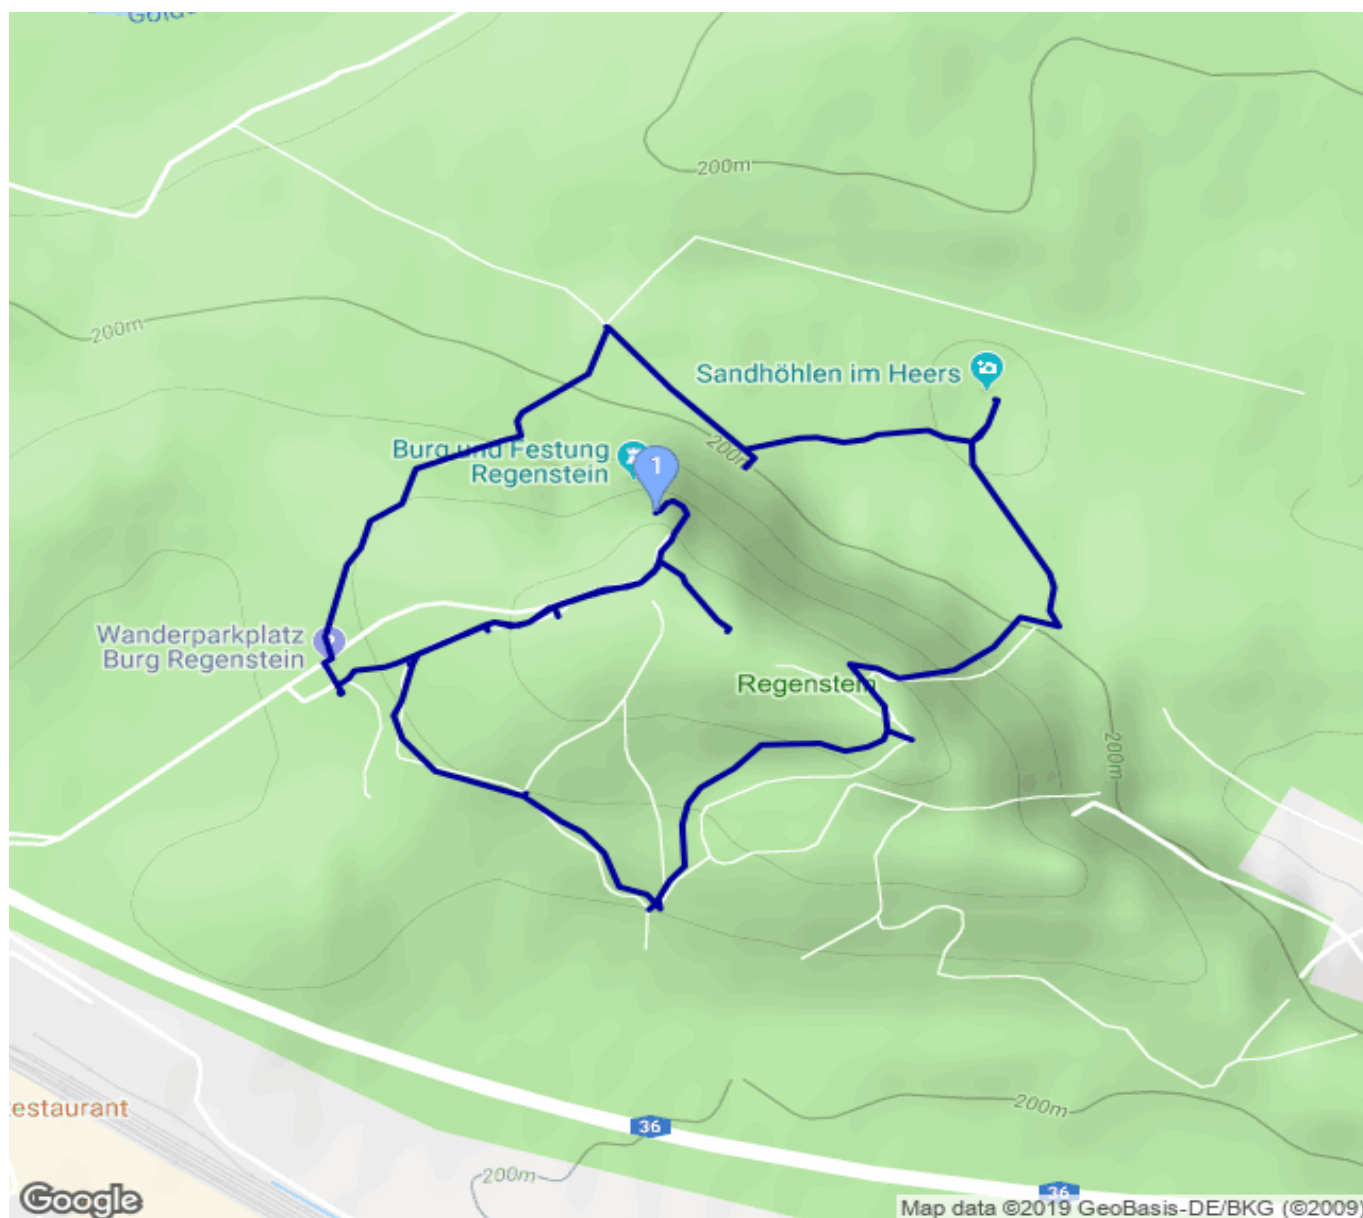 200m
200m
Sandhöhlen im Heers
Burg und Festung
Regenstein
1
200m
Wanderparkplatz
Burg Regenstein
Regenstein
200m
200m
estaurant
36
200m
36
Google
Map data ©2019 GeoBasis-DE/BKG (©2009)